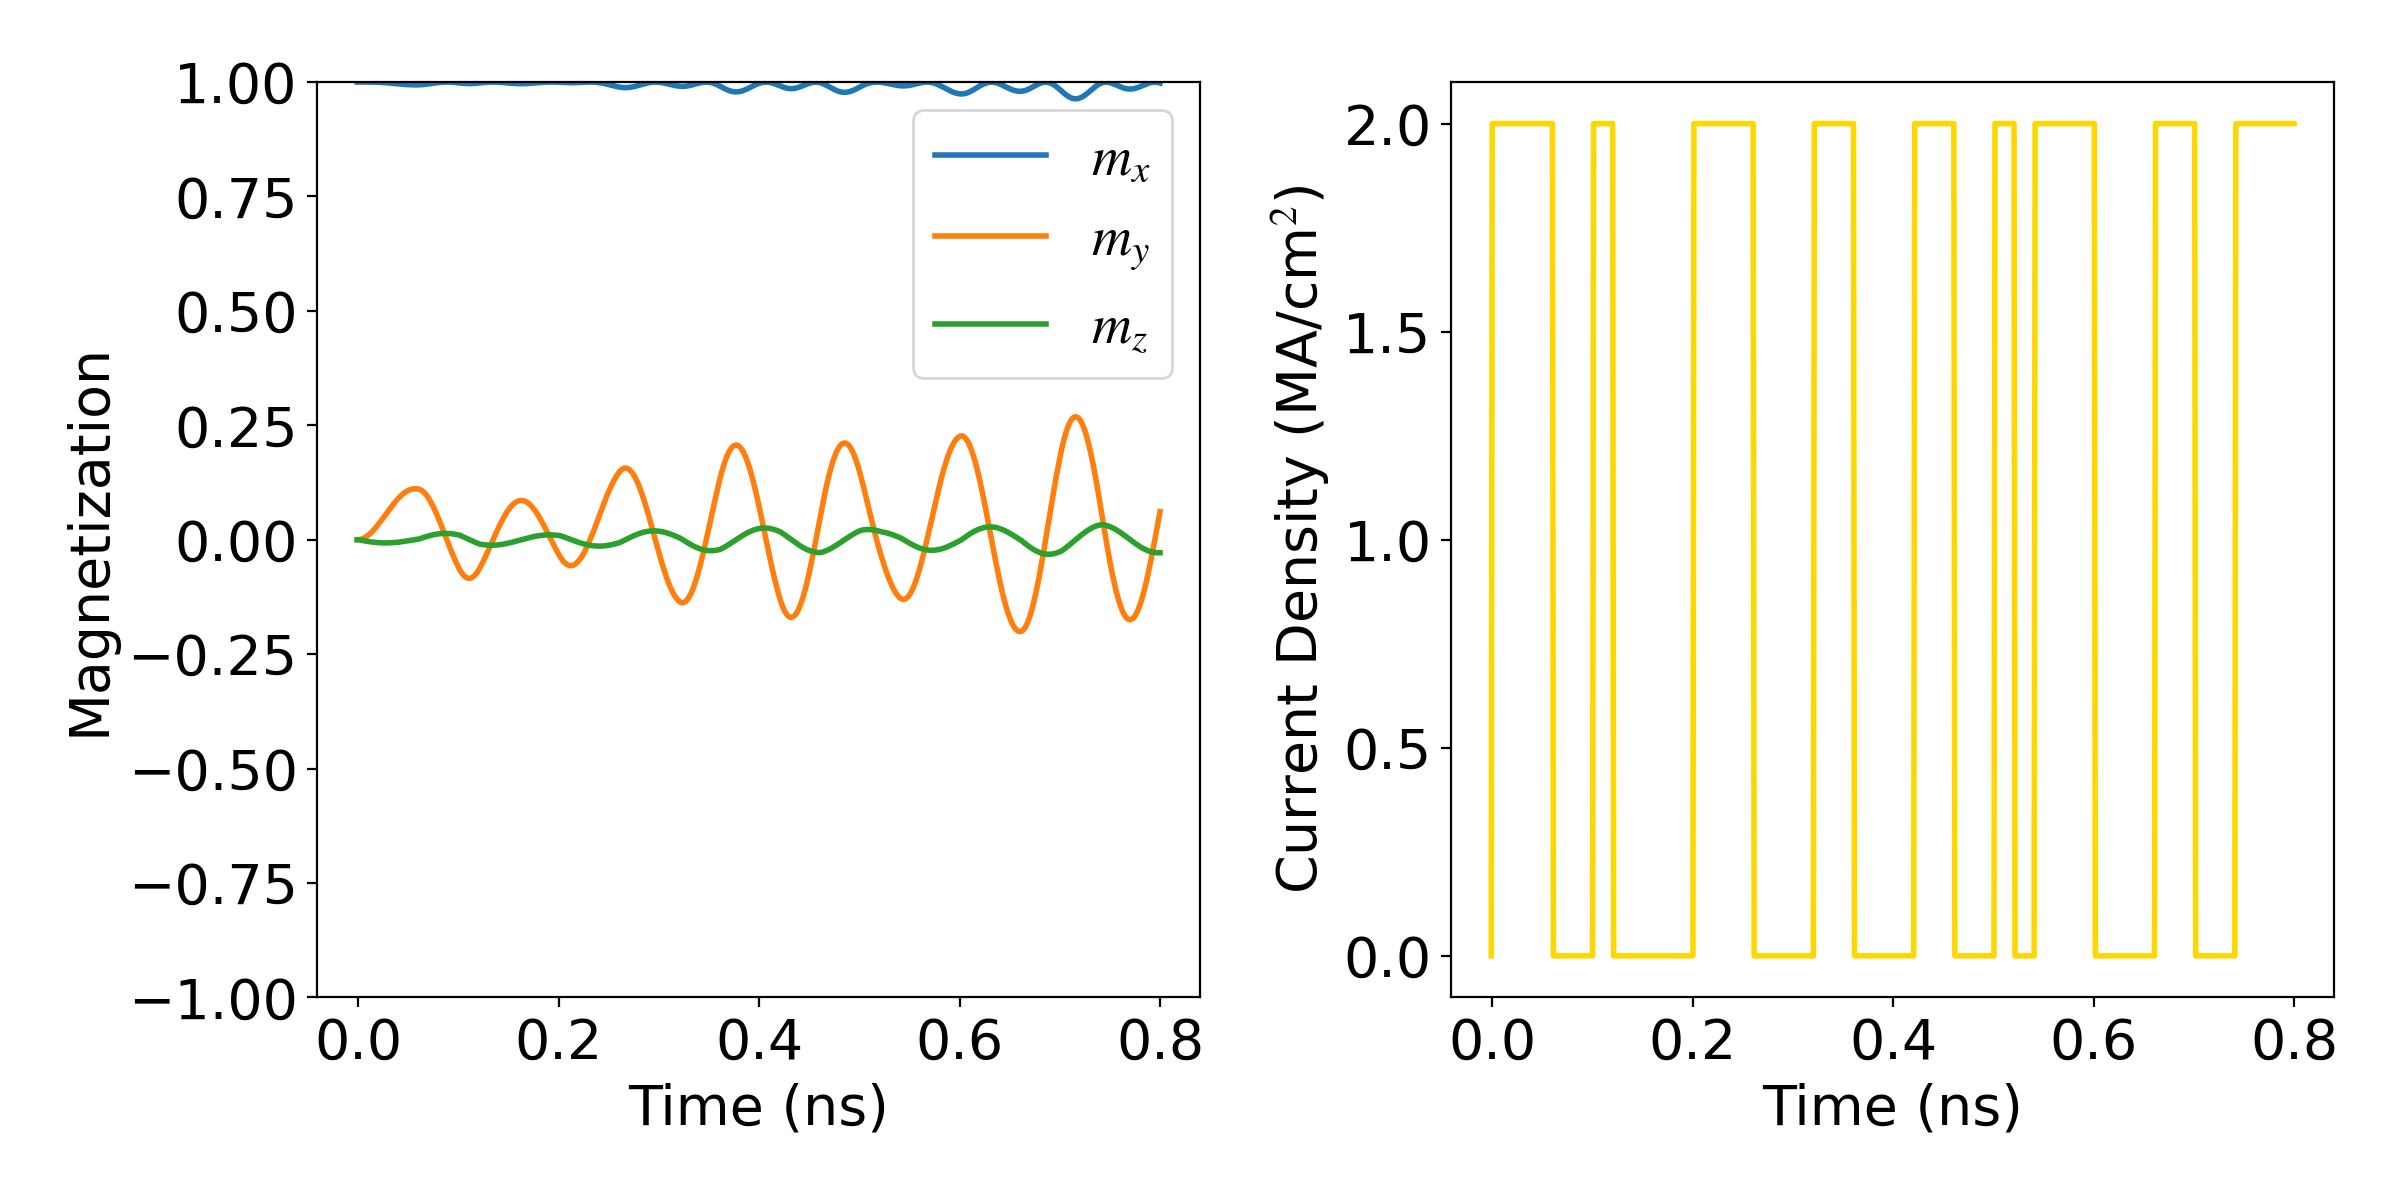 Magnetization
1.00
0.75
0.50
0.25
0.00
−0.25
−0.50
−0.75
−1.00
0.0 0.2 0.4 0.6 0.8
Time (ns)
m_x
m_y
m_z
Current Density (MA/cm²)
2.0
1.5
1.0
0.5
0.0
0.0 0.2 0.4 0.6 0.8
Time (ns)